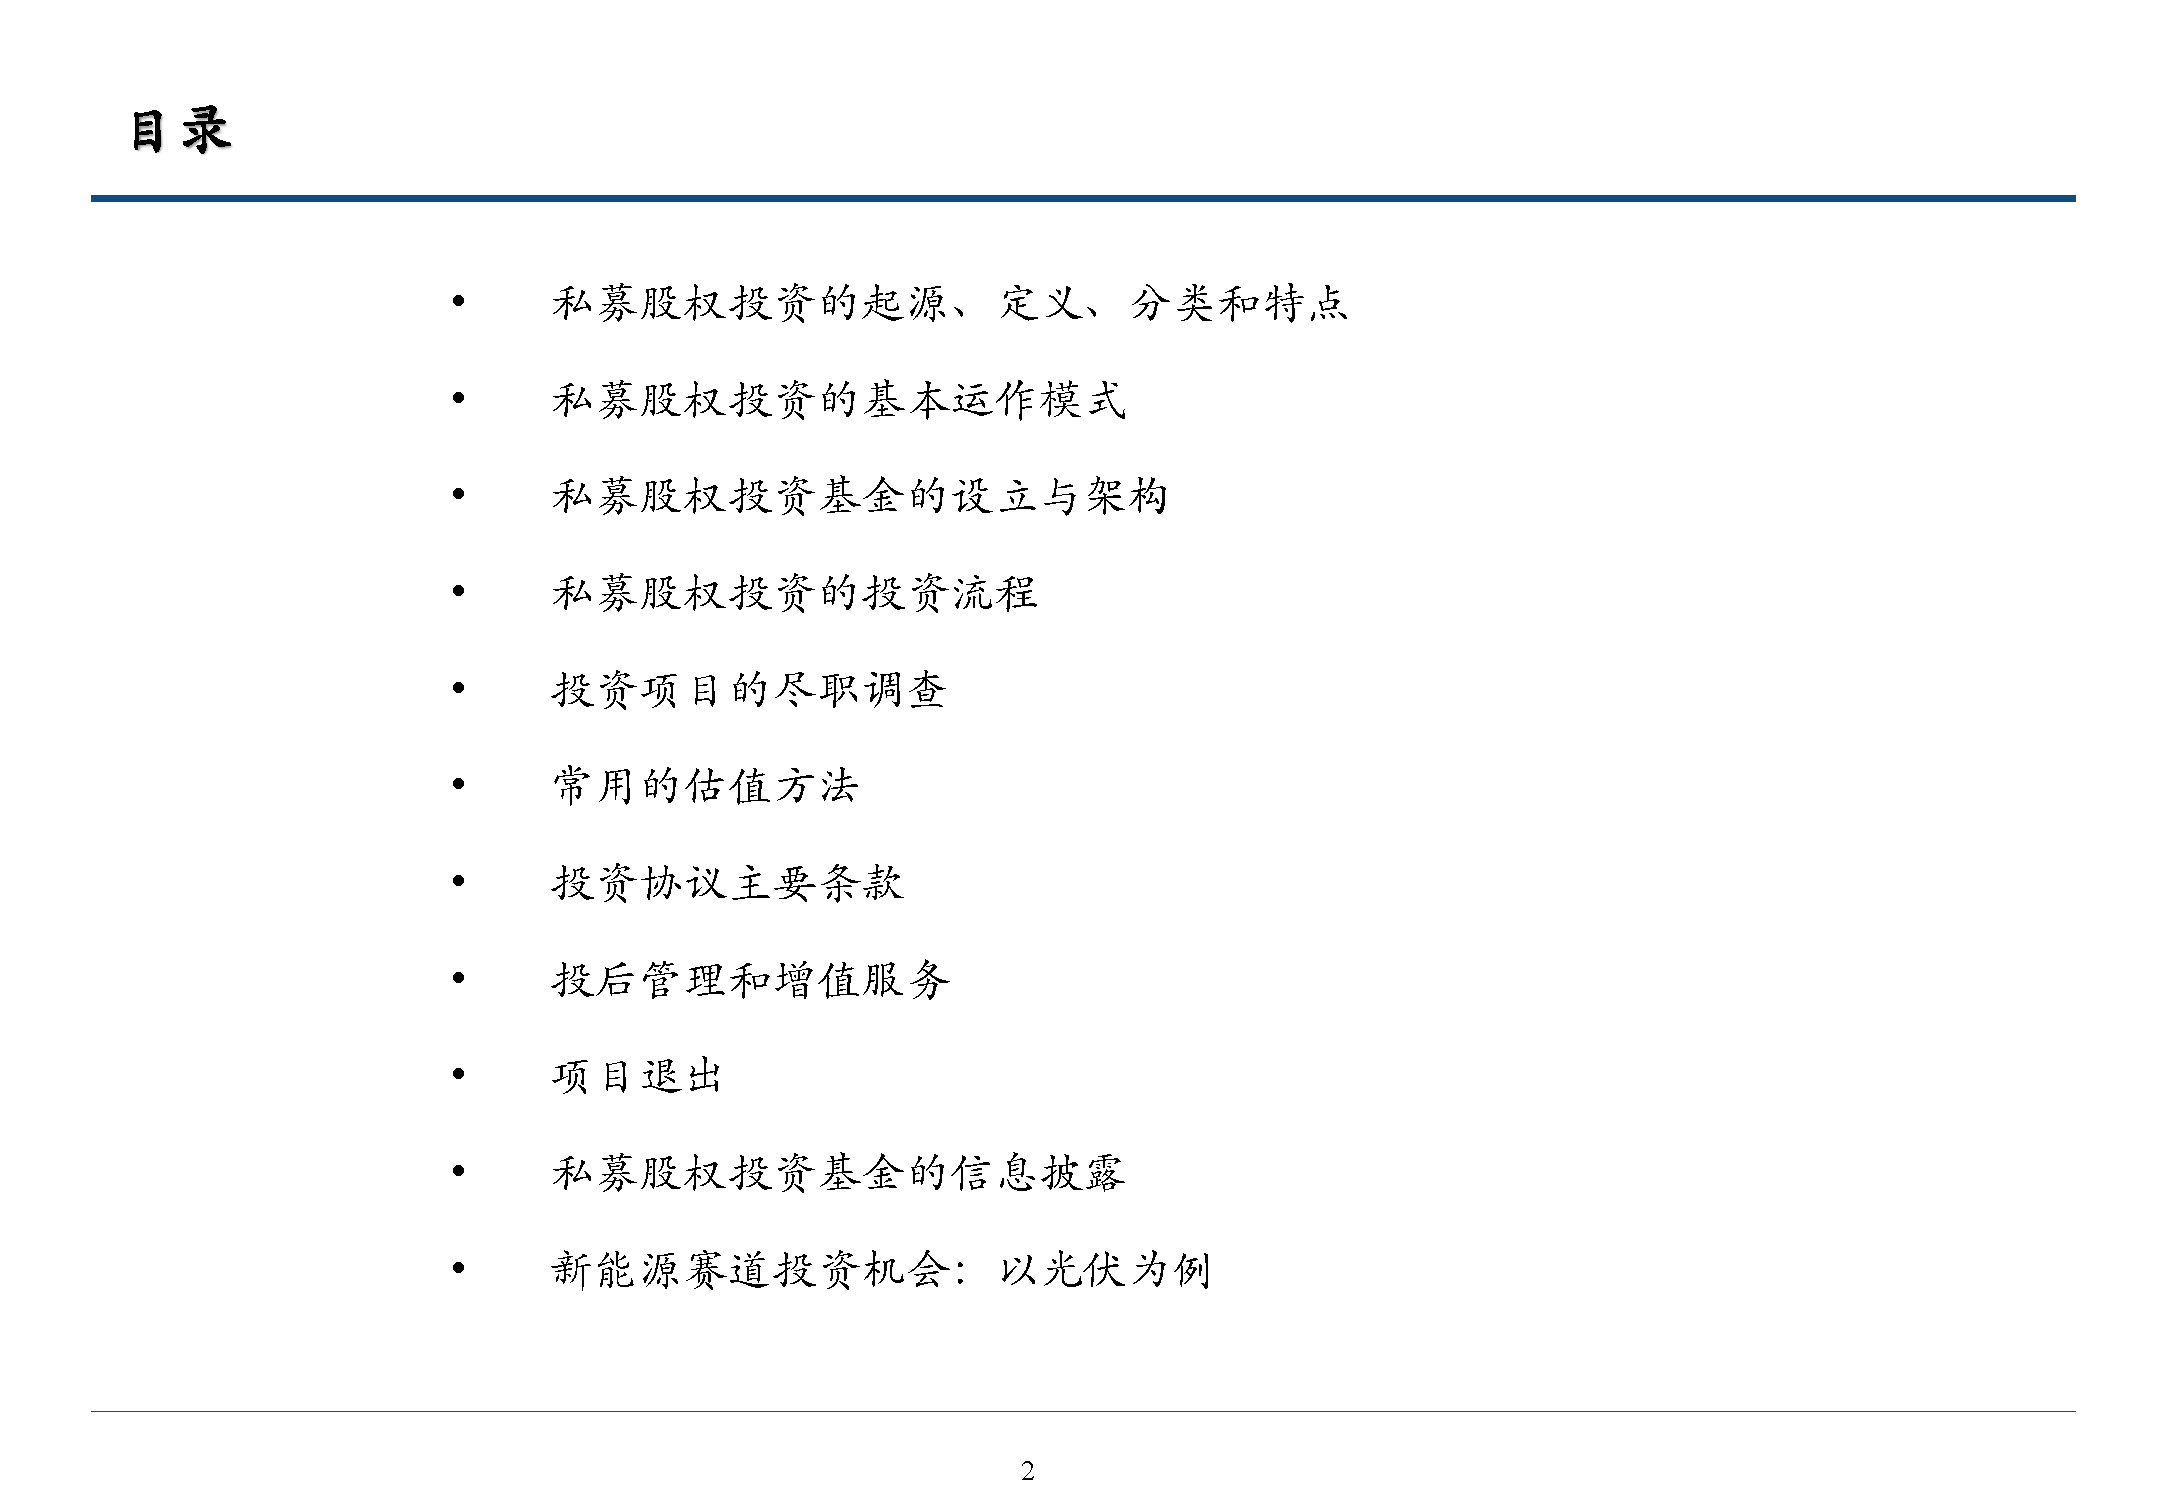 目录
• 私募股权投资的起源、定义、分类和特点
• 私募股权投资的基本运作模式
• 私募股权投资基金的设立与架构
• 私募股权投资的投资流程
• 投资项目的尽职调查
• 常用的估值方法
• 投资协议主要条款
• 投后管理和增值服务
• 项目退出
• 私募股权投资基金的信息披露
• 新能源赛道投资机会：以光伏为例
2